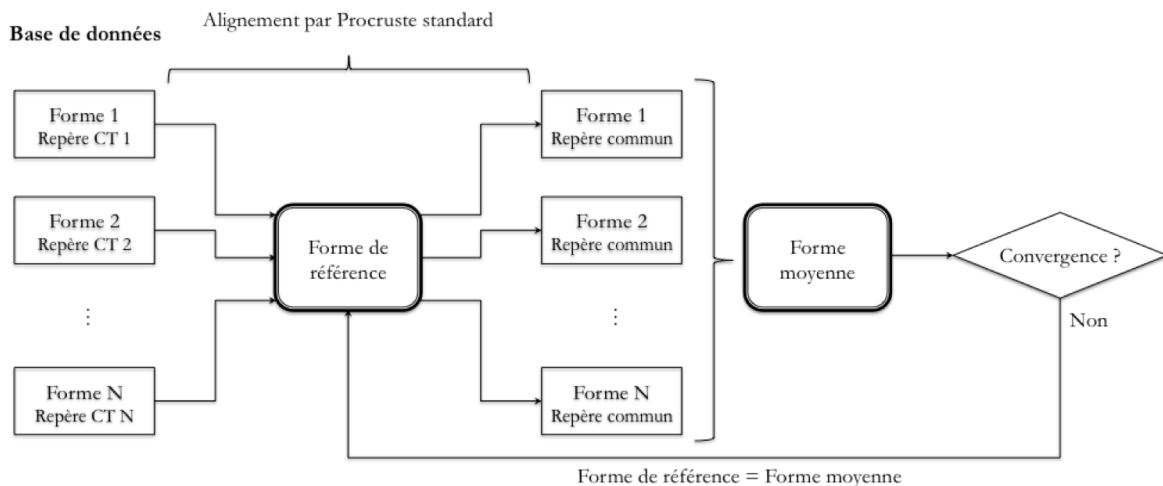 Alignement par Procruste standard
Base de données
Forme 1
Repère CT 1
Forme 2
Repère CT 2
⋮
Forme N
Repère CT N
Forme de
référence
Forme 1
Repère commun
Forme 2
Repère commun
⋮
Forme N
Repère commun
Forme
moyenne
Convergence ?
Non
Forme de référence = Forme moyenne